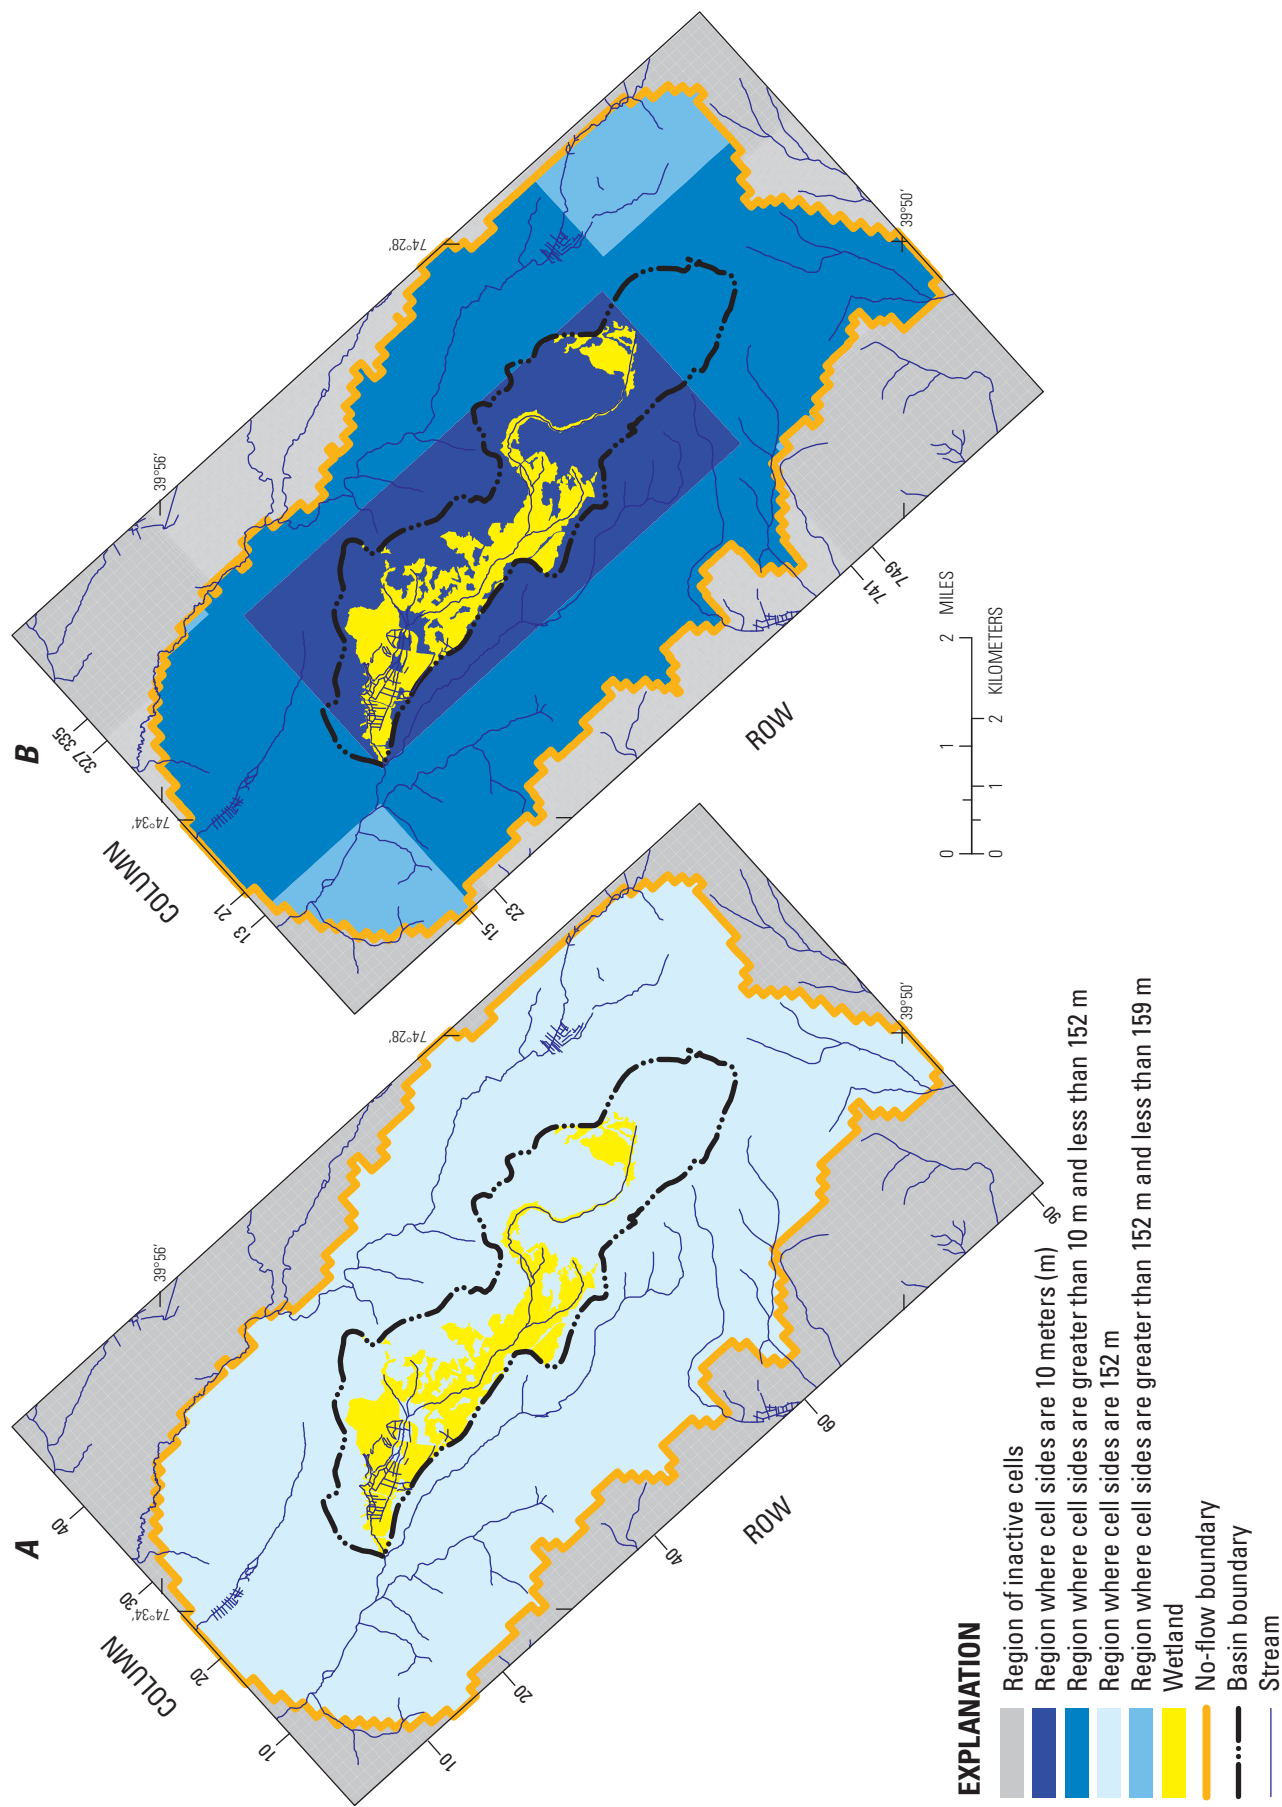 A
COLUMN
10
20
30
40
74°34'
39°56'
74°28'
39°50'
10
20
40
60
90
ROW
B
COLUMN
13
21
327
335
74°34'
39°56'
74°28'
39°50'
15
23
741
749
ROW
0 1 2 MILES
0 1 2 KILOMETERS
EXPLANATION
Region of inactive cells
Region where cell sides are 10 meters (m)
Region where cell sides are greater than 10 m and less than 152 m
Region where cell sides are 152 m
Region where cell sides are greater than 152 m and less than 159 m
Wetland
No-flow boundary
Basin boundary
Stream